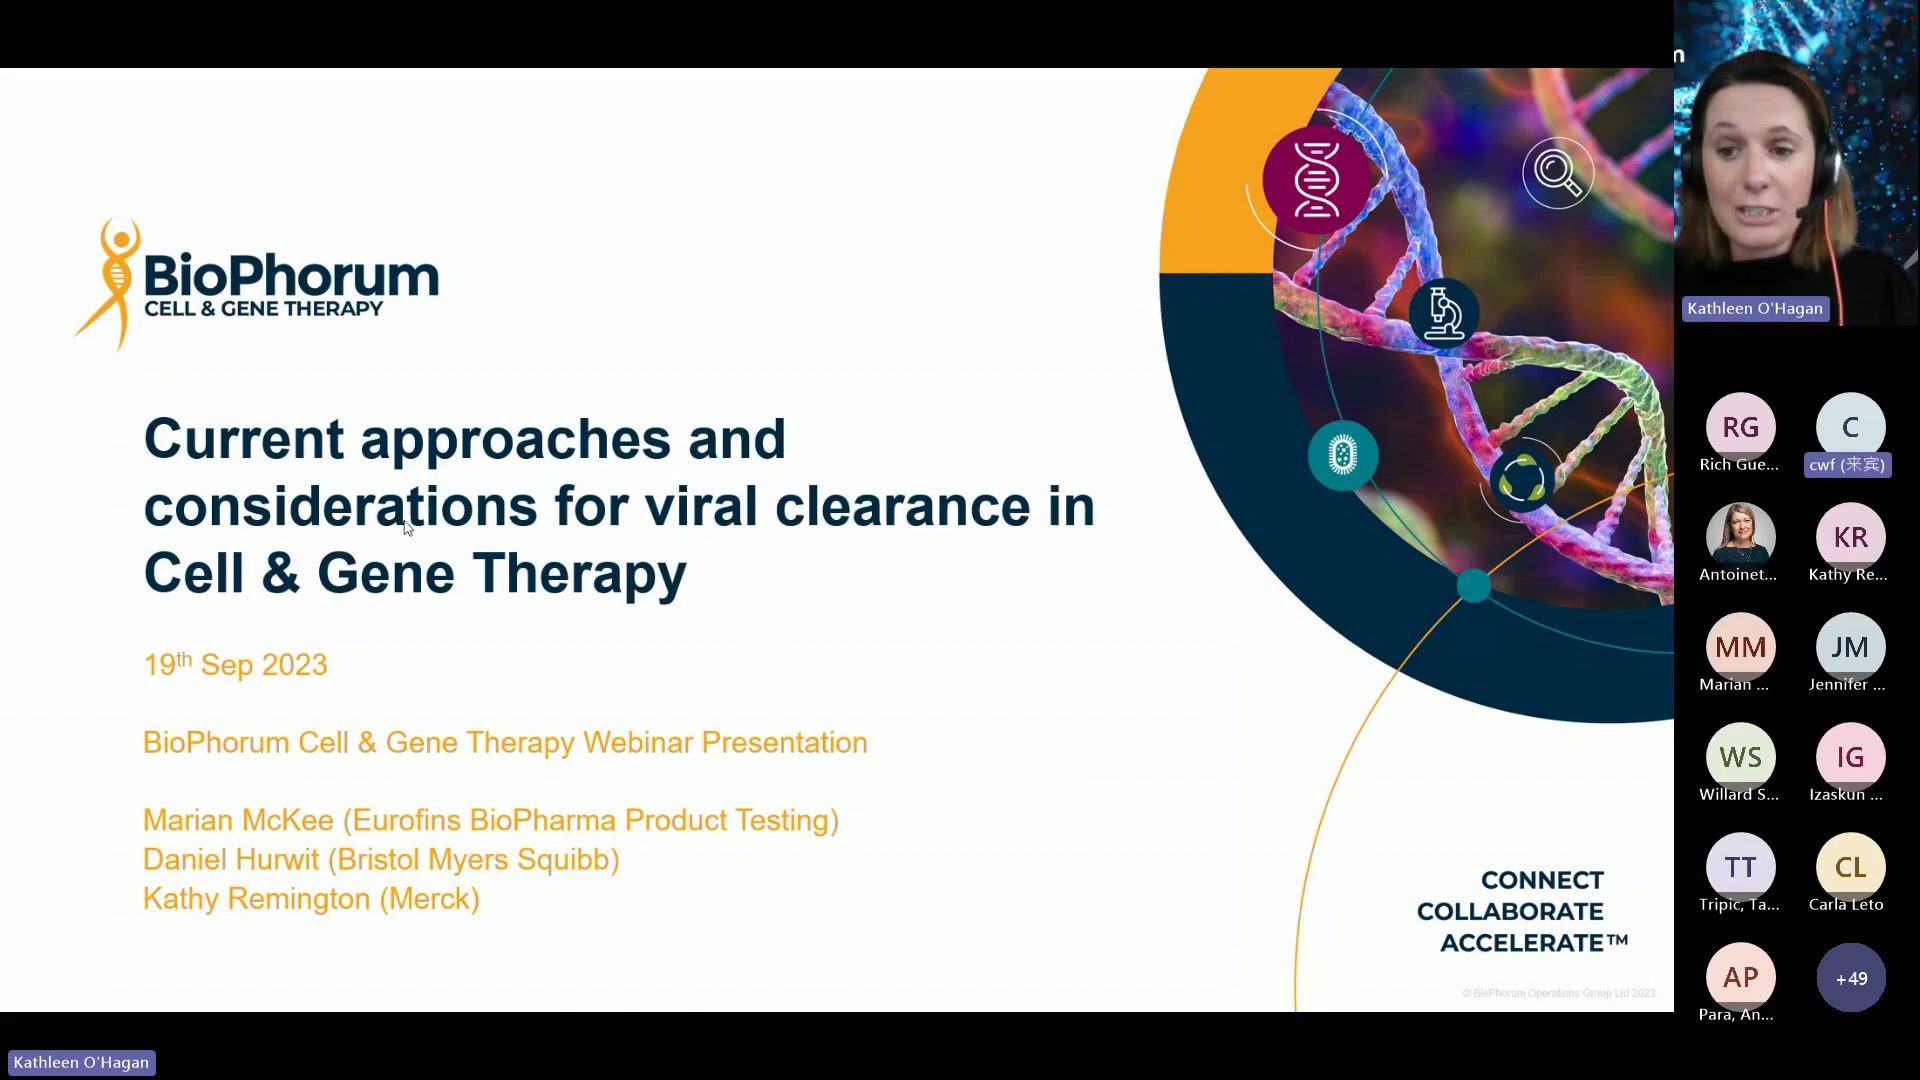 n
BioPhorum
CELL & GENE THERAPY
Current approaches and
considerations for viral clearance in
Cell & Gene Therapy
19th Sep 2023
BioPhorum Cell & Gene Therapy Webinar Presentation
Marian McKee (Eurofins BioPharma Product Testing)
Daniel Hurwit (Bristol Myers Squibb)
Kathy Remington (Merck)
CONNECT
COLLABORATE
ACCELERATE™
© BioPhorum Operations Group Ltd 2023
Kathleen O'Hagan
RG
Rich Gue...
C
cwf (来宾)
Antoinet...
KR
Kathy Re...
MM
Marian ...
JM
Jennifer ...
WS
Willard S...
IG
Izaskun ...
TT
Tripic, Ta...
CL
Carla Leto
AP
Para, An...
+49
Kathleen O'Hagan